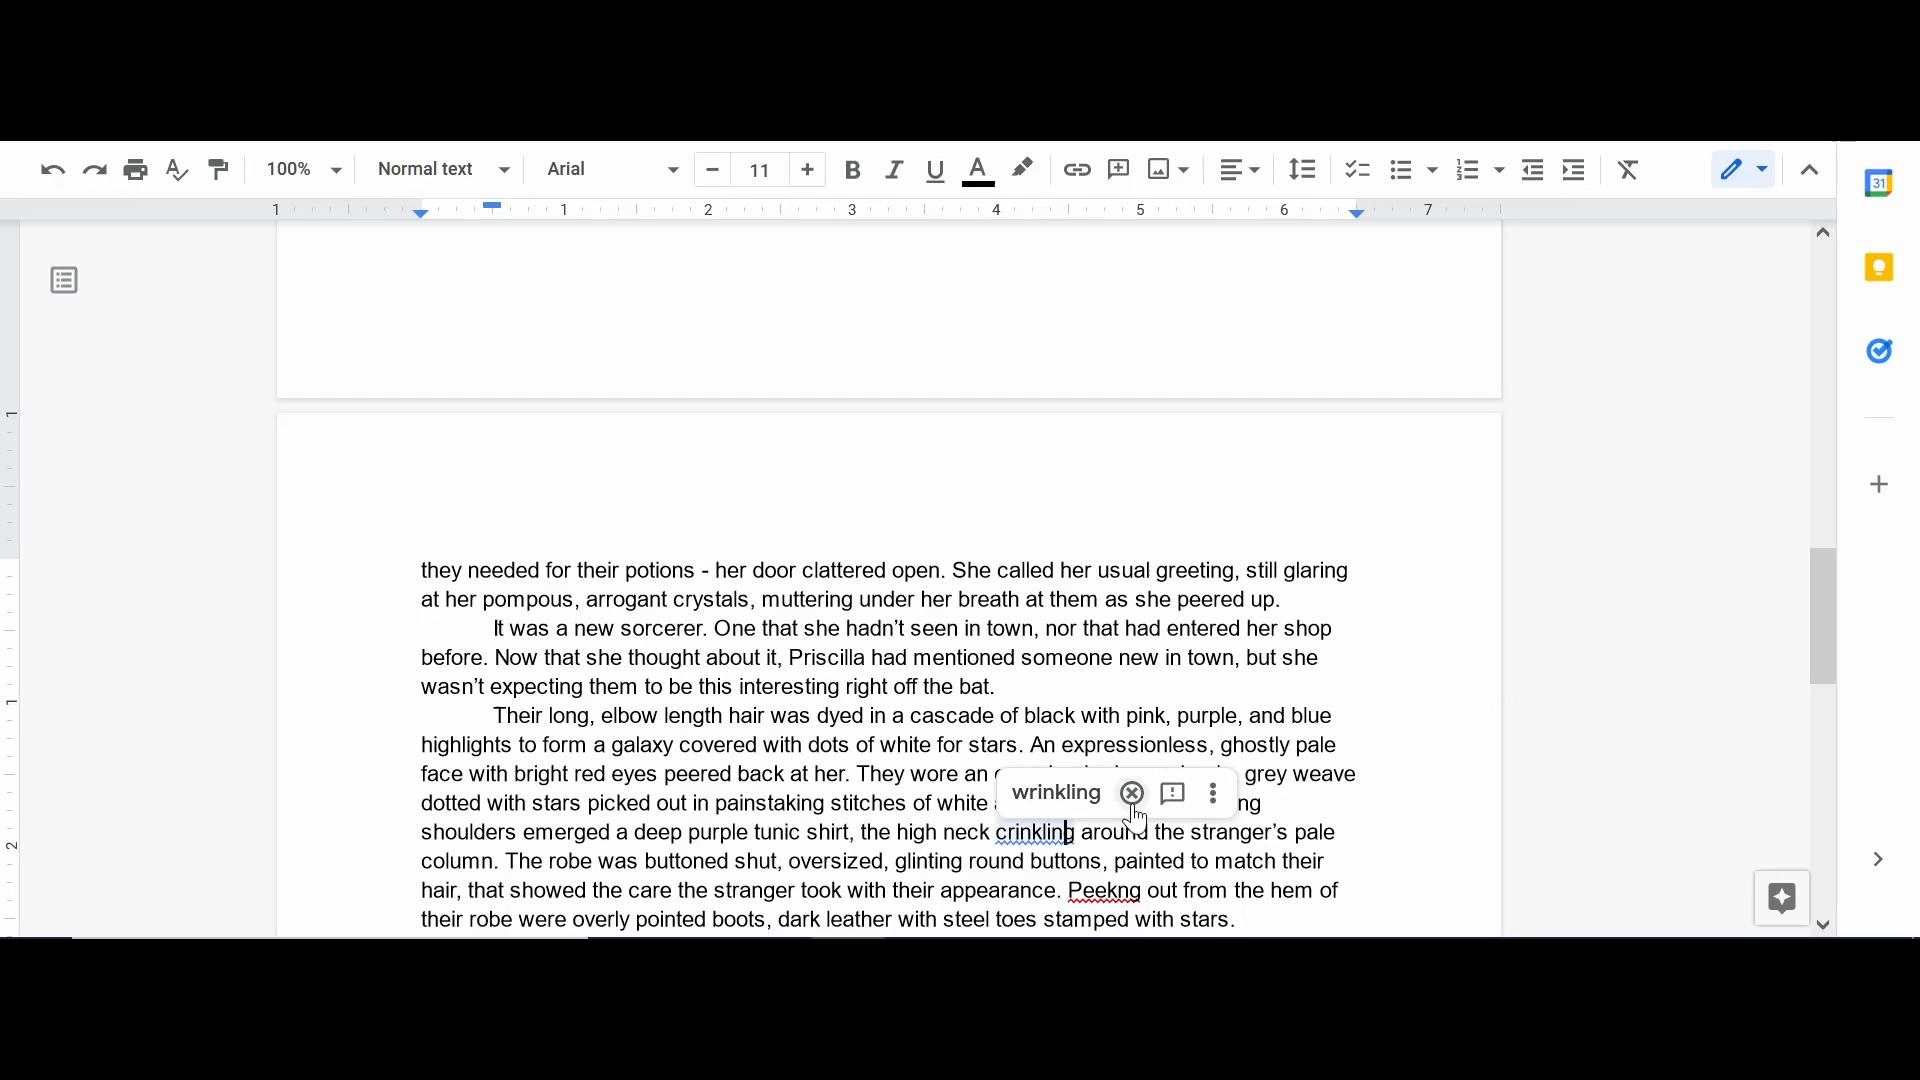 100% Normal text Arial 11 A
1 1 2 3 4 5 6 7
31
1
1
2
they needed for their potions - her door clattered open. She called her usual greeting, still glaring
at her pompous, arrogant crystals, muttering under her breath at them as she peered up.
It was a new sorcerer. One that she hadn't seen in town, nor that had entered her shop
before. Now that she thought about it, Priscilla had mentioned someone new in town, but she
wasn't expecting them to be this interesting right off the bat.
Their long, elbow length hair was dyed in a cascade of black with pink, purple, and blue
highlights to form a galaxy covered with dots of white for stars. An expressionless, ghostly pale
face with bright red eyes peered back at her. They wore an grey weave
wrinkling
dotted with stars picked out in painstaking stitches of white
shoulders emerged a deep purple tunic shirt, the high neck crinkling around the stranger's pale
column. The robe was buttoned shut, oversized, glinting round buttons, painted to match their
hair, that showed the care the stranger took with their appearance. Peekng out from the hem of
their robe were overly pointed boots, dark leather with steel toes stamped with stars.